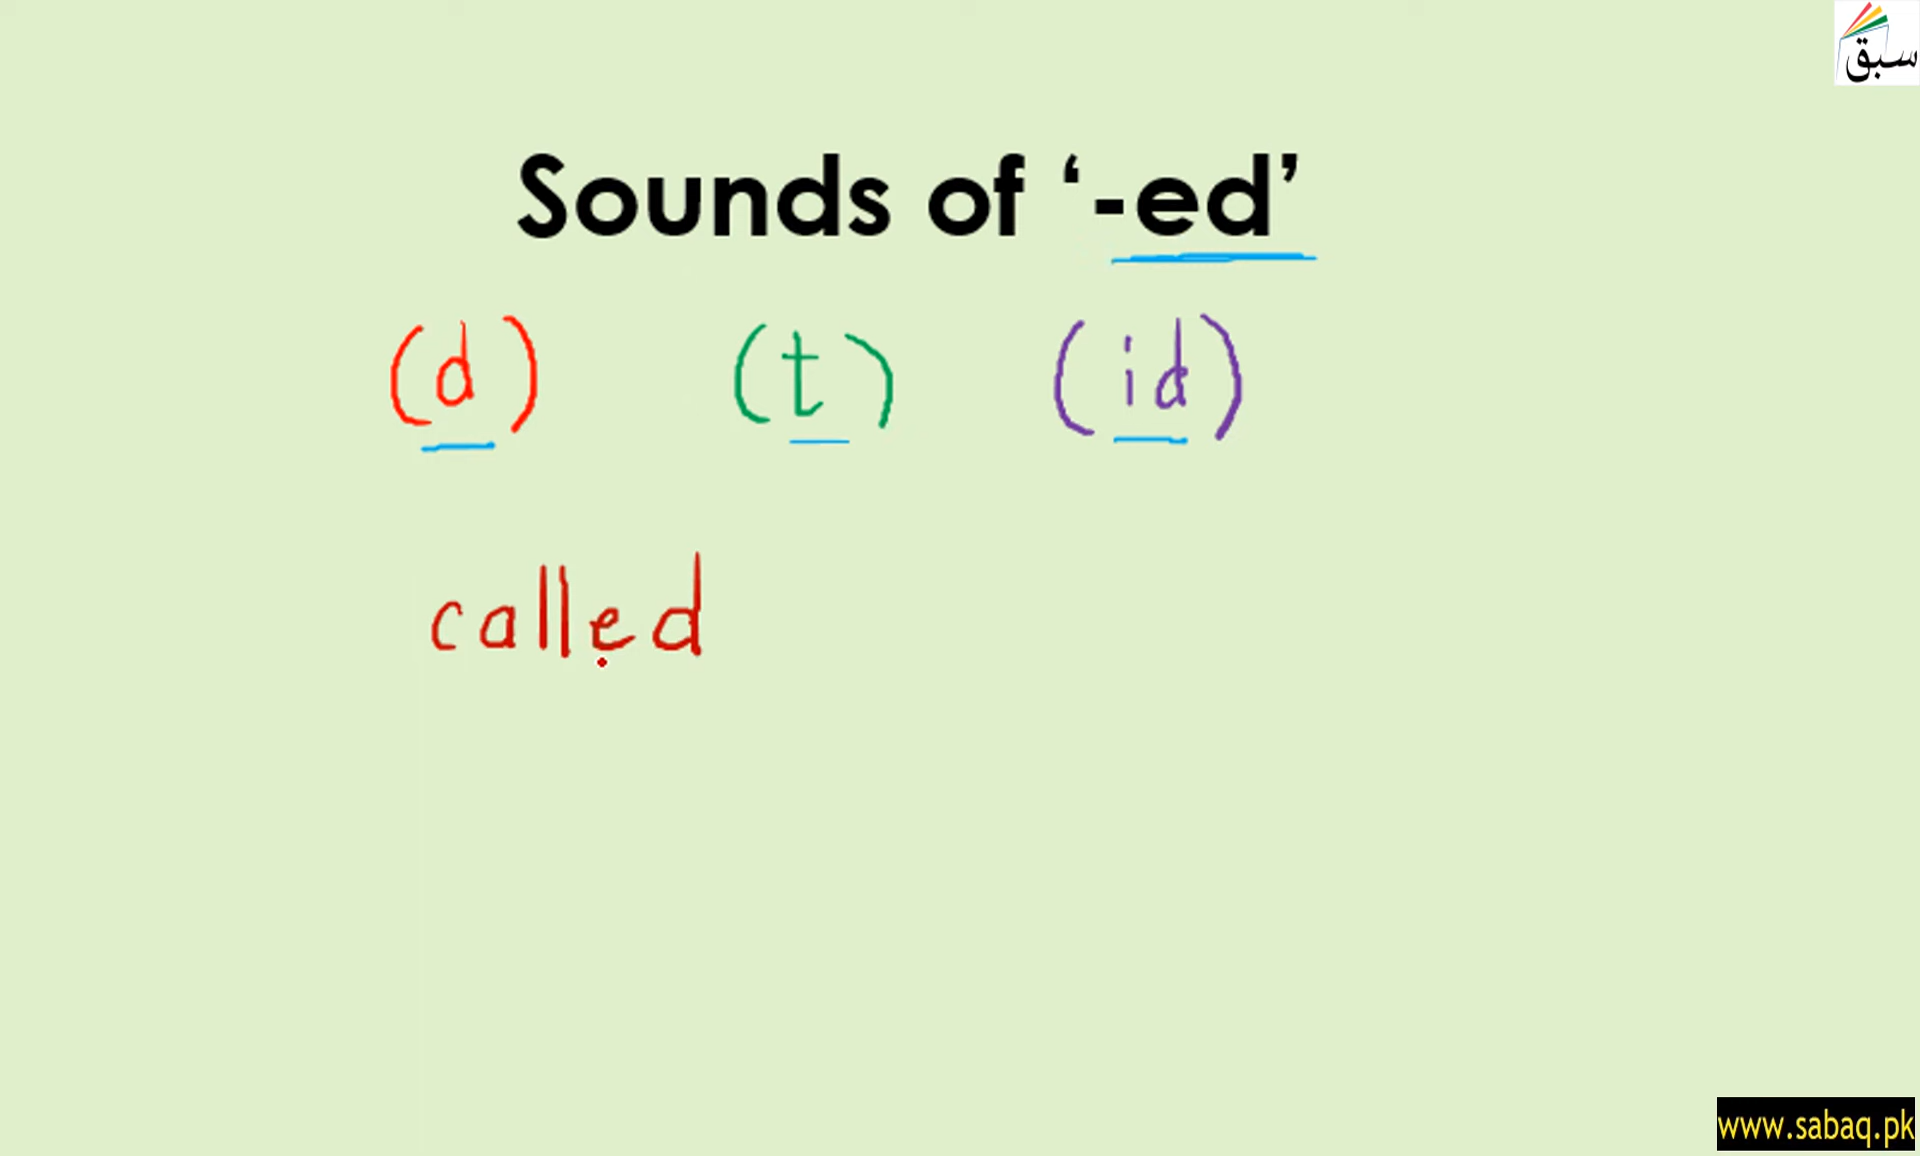 سبق
Sounds of ‘-ed’
(d) (t) (id)
called
www.sabaq.pk